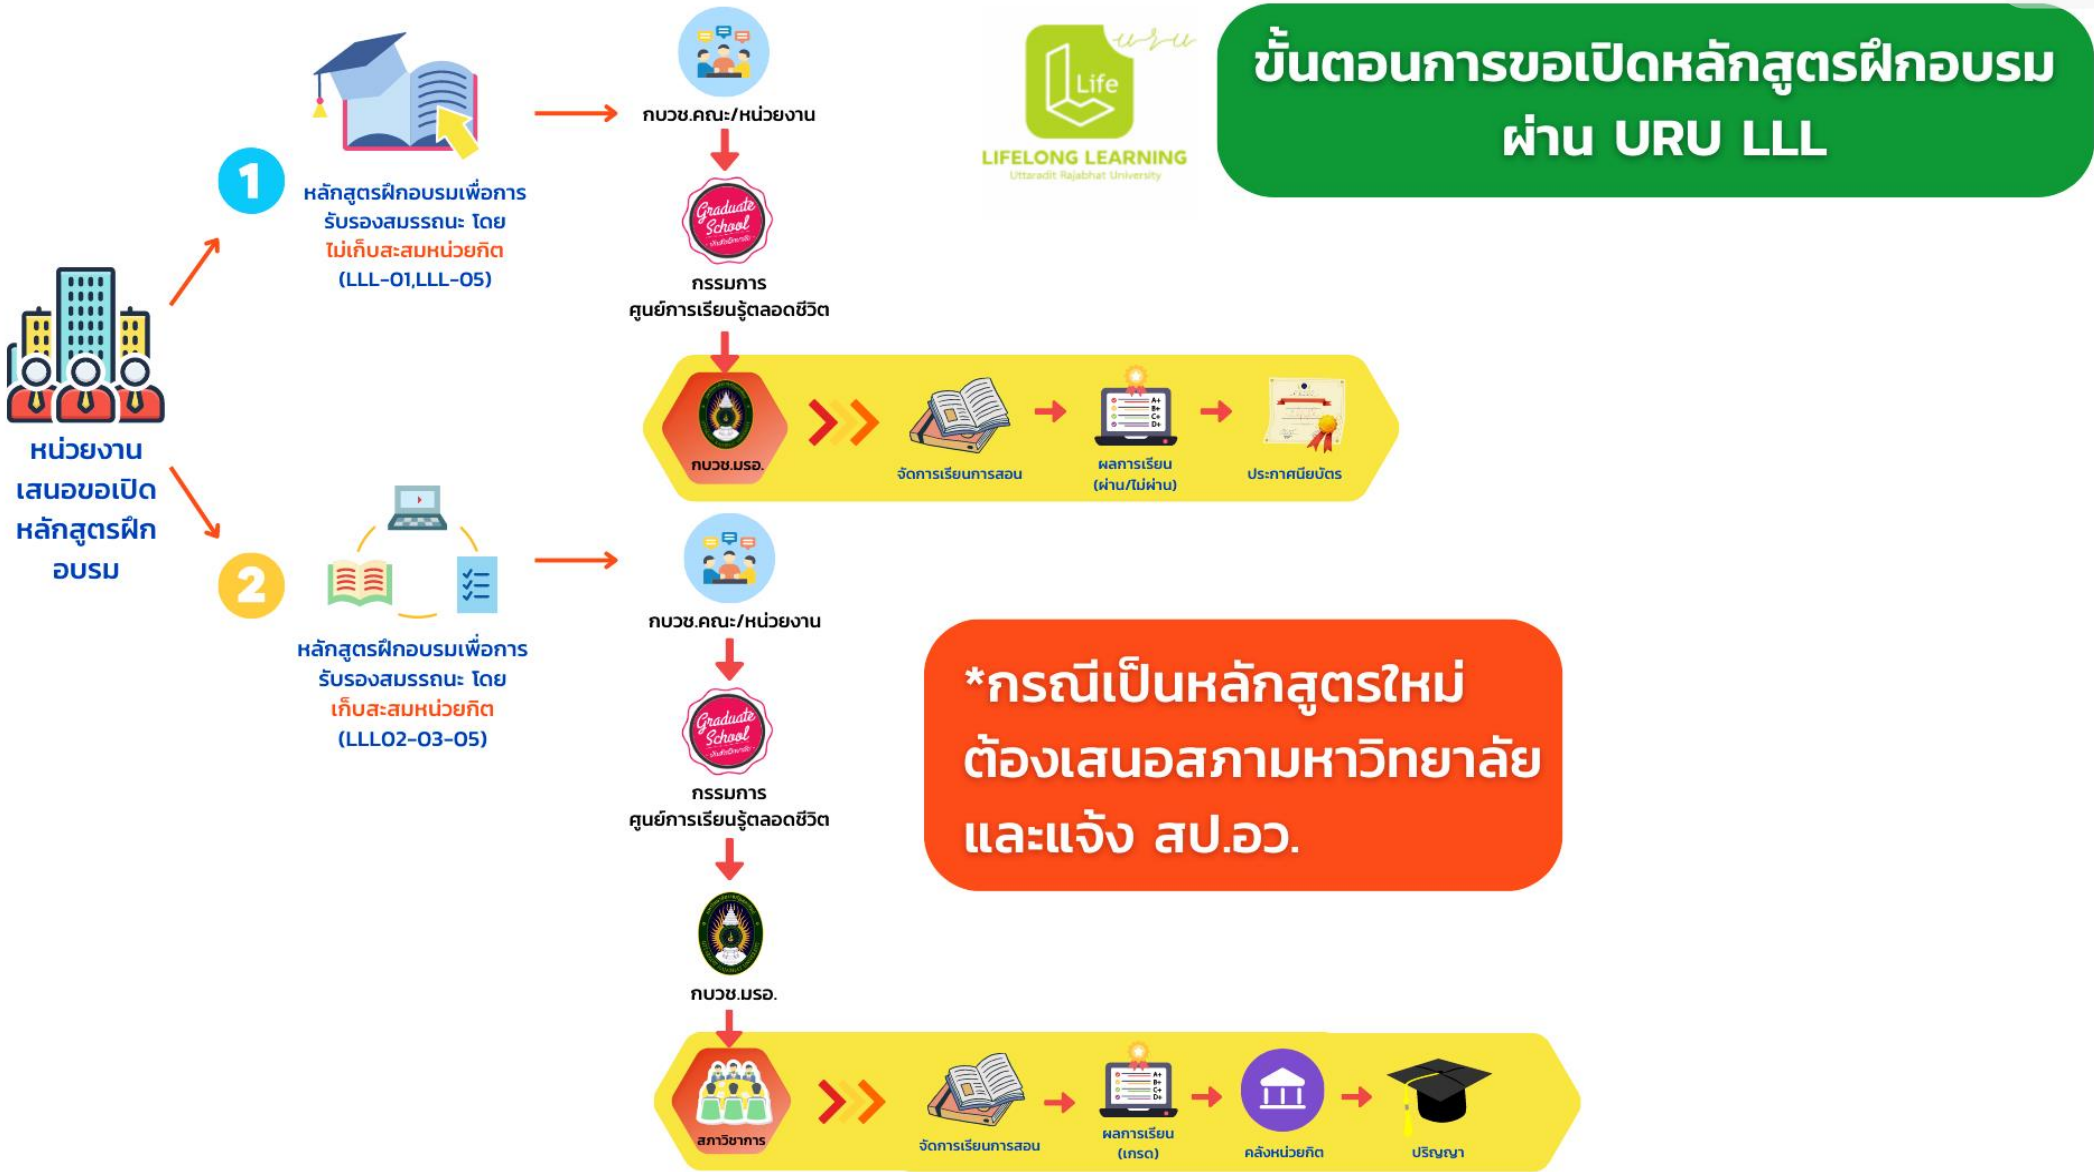 ขั้นตอนการขอเปิดหลักสูตรฝึกอบรม
ผ่าน URU LLL
uru
Life
LIFELONG LEARNING
Uttaradit Rajabhat University
หน่วยงาน
เสนอขอเปิด
หลักสูตรฝึก
อบรม
1
หลักสูตรฝึกอบรมเพื่อการ
รับรองสมรรถนะ โดย
ไม่เก็บสะสมหน่วยกิต
(LLL-01,LLL-05)
กบวช.คณะ/หน่วยงาน
Graduate
School
บัณฑิตวิทยาลัย
กรรมการ
ศูนย์การเรียนรู้ตลอดชีวิต
กบวช.มรอ.
จัดการเรียนการสอน
A+
B+
C+
D+
ผลการเรียน
(ผ่าน/ไม่ผ่าน)
ประกาศนียบัตร
2
หลักสูตรฝึกอบรมเพื่อการ
รับรองสมรรถนะ โดย
เก็บสะสมหน่วยกิต
(LLL02-03-05)
กบวช.คณะ/หน่วยงาน
Graduate
School
บัณฑิตวิทยาลัย
กรรมการ
ศูนย์การเรียนรู้ตลอดชีวิต
กบวช.มรอ.
สภาวิชาการ
จัดการเรียนการสอน
A+
B+
C+
D+
ผลการเรียน
(เกรด)
คลังหน่วยกิต
ปริญญา
*กรณีเป็นหลักสูตรใหม่
ต้องเสนอสภามหาวิทยาลัย
และแจ้ง สป.อว.